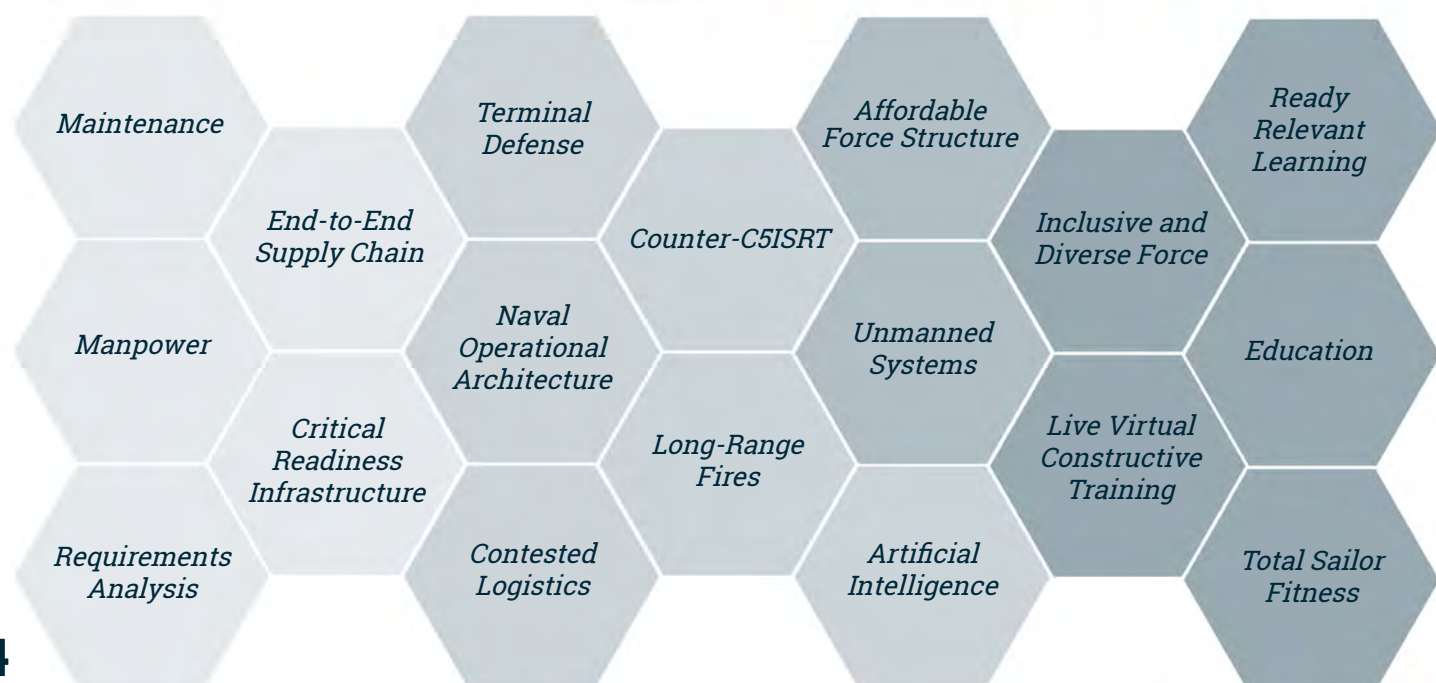 Maintenance
Manpower
Requirements
Analysis
End-to-End
Supply Chain
Critical
Readiness
Infrastructure
Terminal
Defense
Naval
Operational
Architecture
Contested
Logistics
Counter-C5ISRT
Long-Range
Fires
Affordable
Force Structure
Unmanned
Systems
Artificial
Intelligence
Inclusive and
Diverse Force
Live Virtual
Constructive
Training
Ready
Relevant
Learning
Education
Total Sailor
Fitness